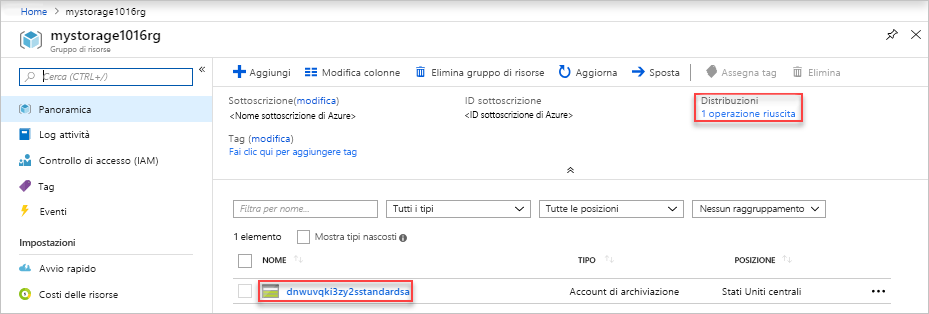 Home > mystorage1016rg
mystorage1016rg
Gruppo di risorse
Cerca (CTRL+/)
Panoramica
Log attività
Controllo di accesso (IAM)
Tag
Eventi
Impostazioni
Avvio rapido
Costi delle risorse
Aggiungi Modifica colonne Elimina gruppo di risorse Aggiorna Sposta Assegna tag Elimina
Sottoscrizione(modifica) ID sottoscrizione Distribuzioni
<Nome sottoscrizione di Azure> <ID sottoscrizione di Azure> 1 operazione riuscita
Tag (modifica)
Fai clic qui per aggiungere tag
Filtra per nome... Tutti i tipi Tutte le posizioni Nessun raggruppamento
1 elemento Mostra tipi nascosti
NOME TIPO POSIZIONE
dnwuvqki3zy2sstandardsa Account di archiviazione Stati Uniti centrali